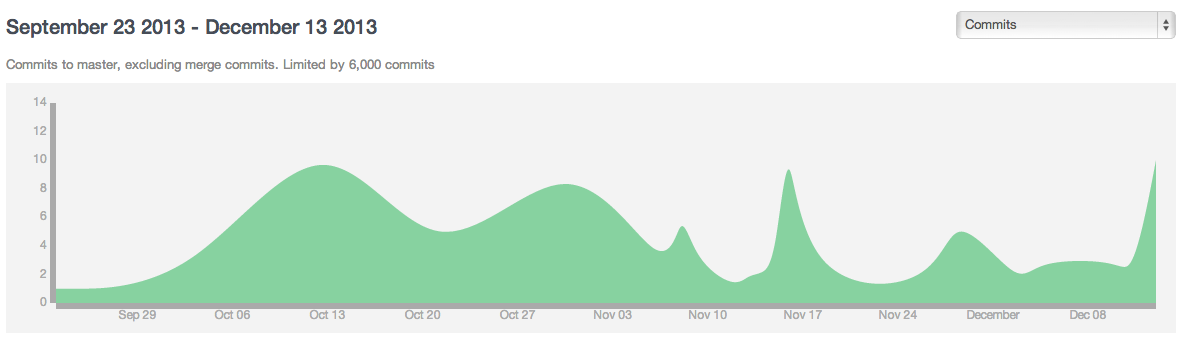 September 23 2013 - December 13 2013
Commits
Commits to master, excluding merge commits. Limited by 6,000 commits
14
12
10
8
6
4
2
0
Sep 29 Oct 06 Oct 13 Oct 20 Oct 27 Nov 03 Nov 10 Nov 17 Nov 24 December Dec 08